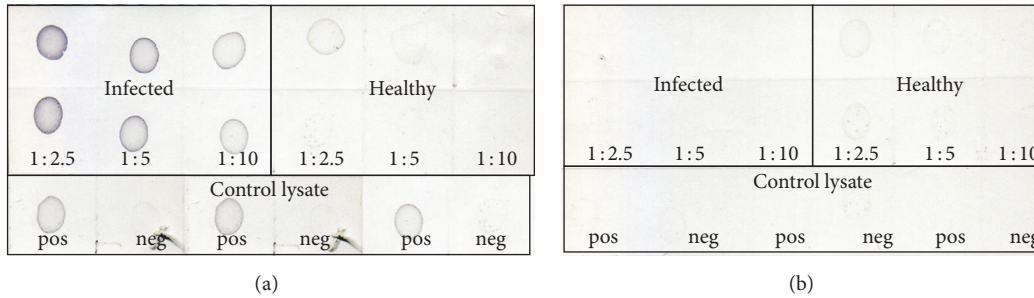 Infected Healthy
1:2.5 1:5 1:10 1:2.5 1:5 1:10
Control lysate
pos neg pos neg pos neg
(a)
Infected Healthy
1:2.5 1:5 1:10 1:2.5 1:5 1:10
Control lysate
pos neg pos neg pos neg
(b)